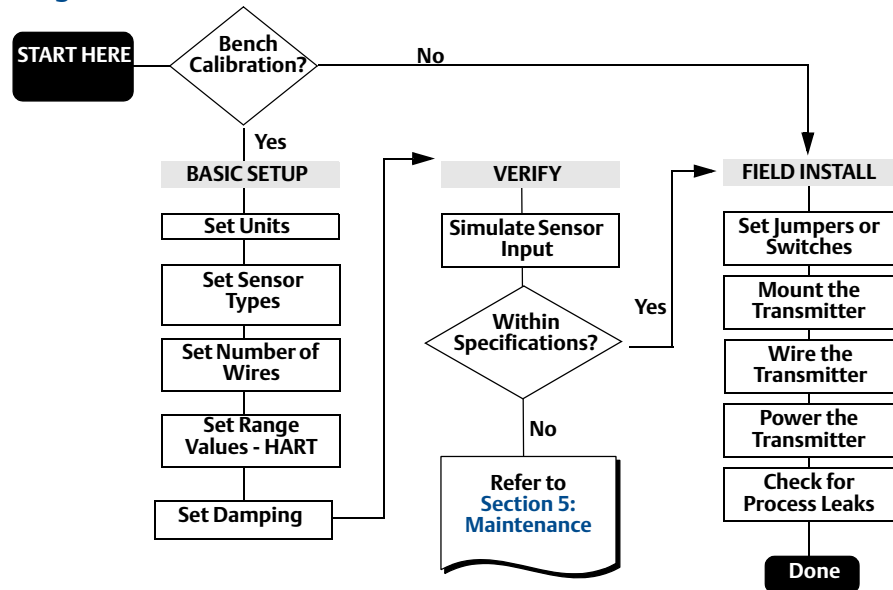 START HERE
Bench
Calibration?
No
Yes
BASIC SETUP
Set Units
Set Sensor
Types
Set Number of
Wires
Set Range
Values - HART
Set Damping
VERIFY
Simulate Sensor
Input
Within
Specifications?
Yes
No
Refer to
Section 5:
Maintenance
FIELD INSTALL
Set Jumpers or
Switches
Mount the
Transmitter
Wire the
Transmitter
Power the
Transmitter
Check for
Process Leaks
Done